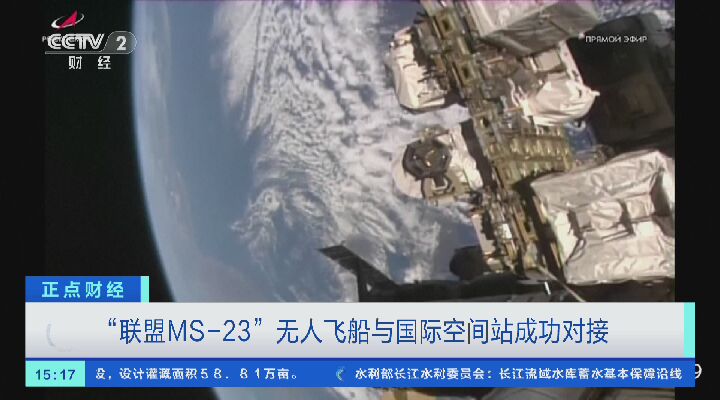 CCTV 2
财经
ПРЯМОЙ ЭФИР
正点财经
“联盟MS-23”无人飞船与国际空间站成功对接
15:17
设，设计灌溉面积58.81万亩。 水利部长江水利委员会：长江流域水库蓄水基本保障沿线
9